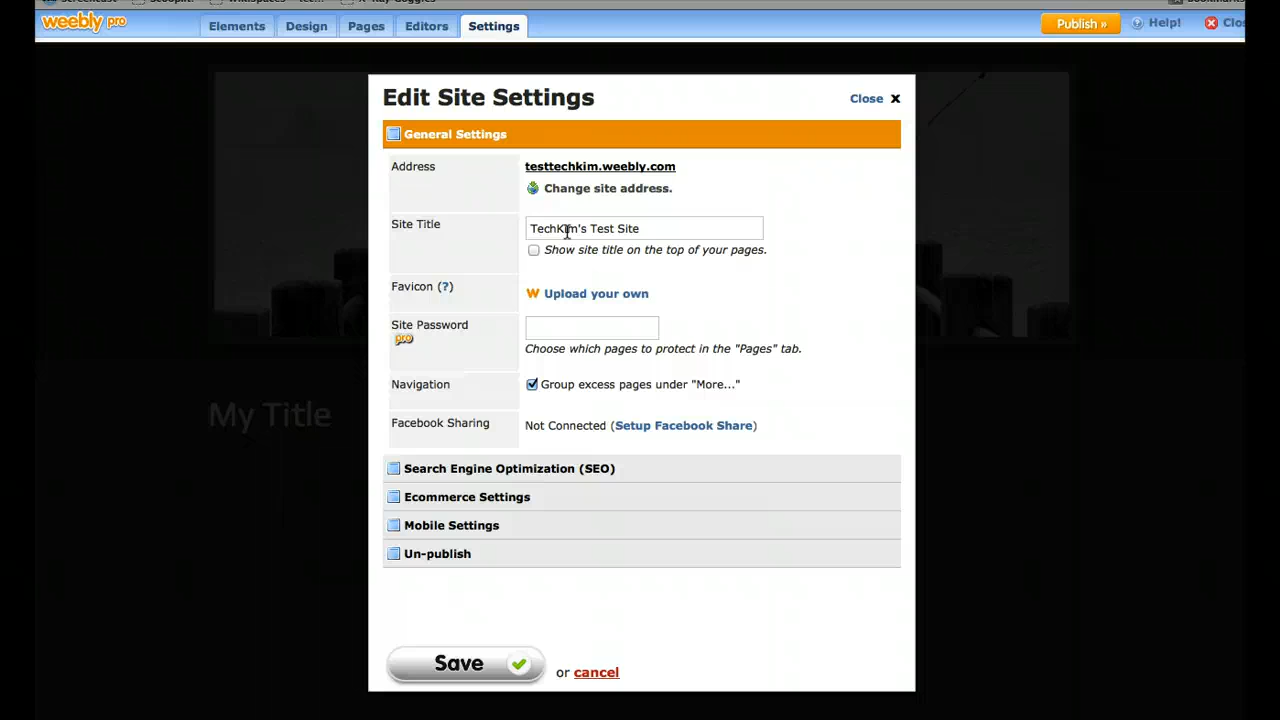 weebly pro
Elements
Design
Pages
Editors
Settings
Publish »
Help!
Edit Site Settings
Close x
General Settings
Address
testtechkim.weebly.com
Change site address.
Site Title
TechKim's Test Site
Show site title on the top of your pages.
Favicon (?)
W Upload your own
Site Password
pro
Choose which pages to protect in the "Pages" tab.
Navigation
Group excess pages under "More..."
Facebook Sharing
Not Connected (Setup Facebook Share)
My Title
Search Engine Optimization (SEO)
Ecommerce Settings
Mobile Settings
Un-publish
Save
or cancel